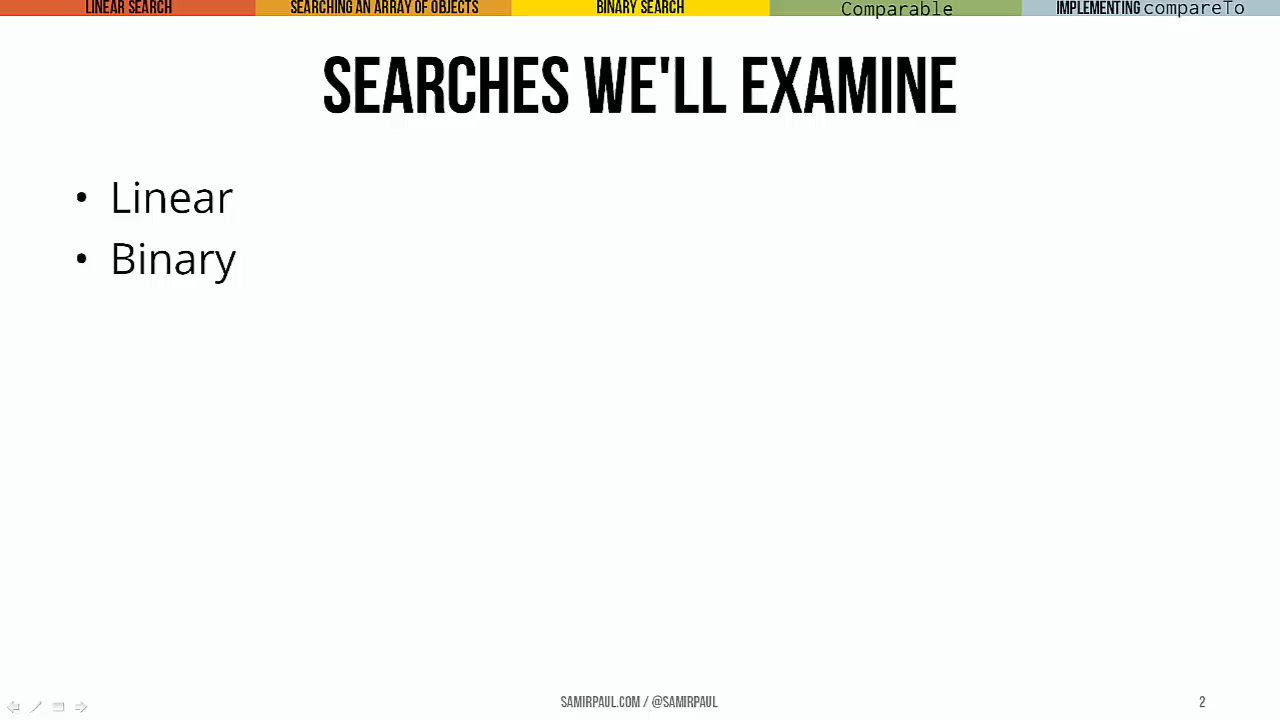 LINEAR SEARCH
SEARCHING AN ARRAY OF OBJECTS
BINARY SEARCH
Comparable
IMPLEMENTING compareTo
SEARCHES WE'LL EXAMINE
• Linear
• Binary
SAMIRPAUL.COM / @SAMIRPAUL
2